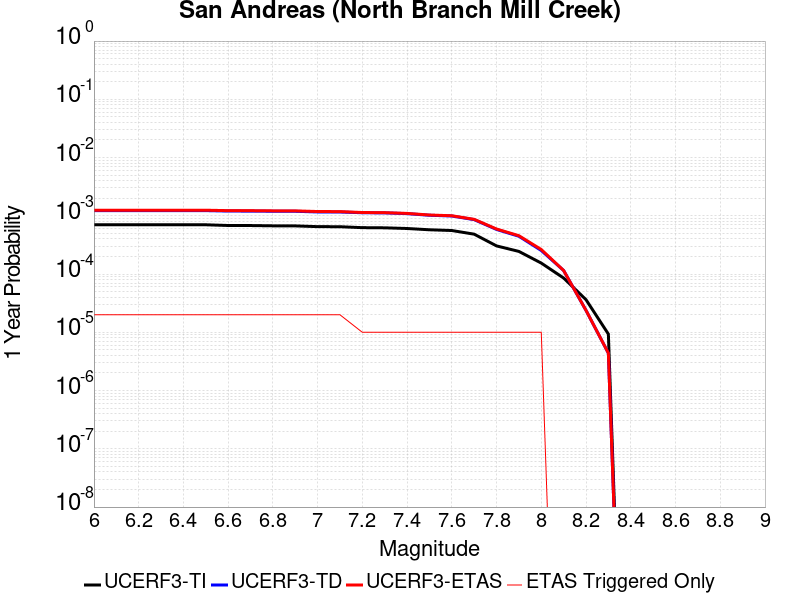 San Andreas (North Branch Mill Creek)
10 0
10 -1
10 -2
10 -3
10 -4
10 -5
10 -6
10 -7
10 -8
1 Year Probability
6 6.2 6.4 6.6 6.8 7 7.2 7.4 7.6 7.8 8 8.2 8.4 8.6 8.8 9
Magnitude
UCERF3-TI UCERF3-TD UCERF3-ETAS ETAS Triggered Only